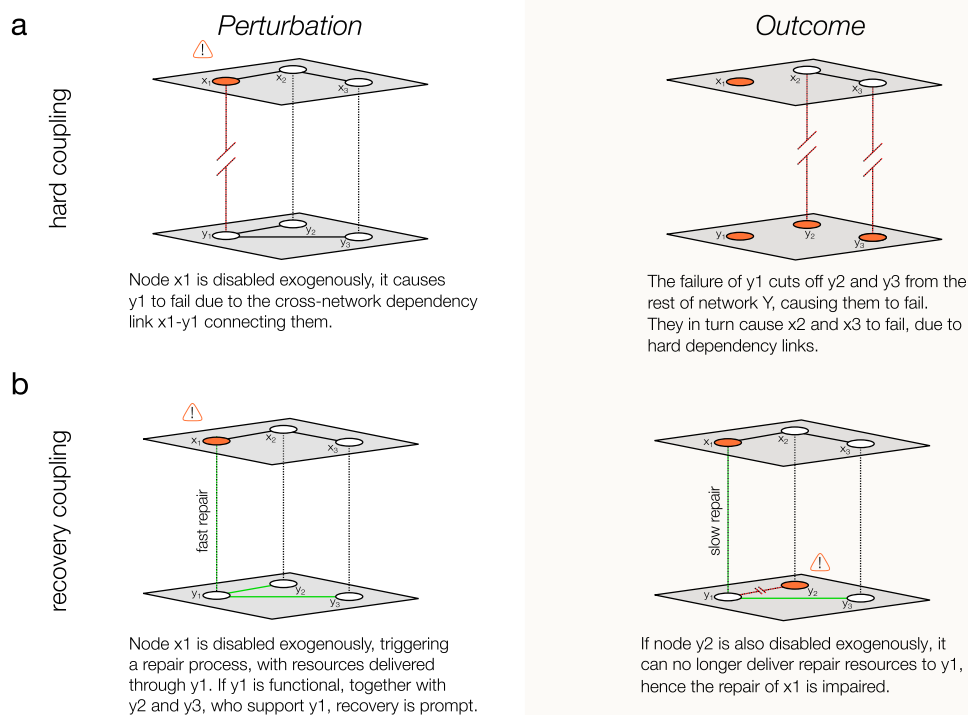 a
Perturbation
Outcome
hard coupling
!
x1
x2
x3
y1
y2
y3
x2
x3
y1
y2
y3
Node x1 is disabled exogenously, it causes
y1 to fail due to the cross-network dependency
link x1-y1 connecting them.
The failure of y1 cuts off y2 and y3 from the
rest of network Y, causing them to fail.
They in turn cause x2 and x3 to fail, due to
hard dependency links.
b
recovery coupling
!
x1
x2
x3
fast repair
y1
y2
y3
x1
x2
x3
slow repair
!
y1
y2
y3
Node x1 is disabled exogenously, triggering
a repair process, with resources delivered
through y1. If y1 is functional, together with
y2 and y3, who support y1, recovery is prompt.
If node y2 is also disabled exogenously, it
can no longer deliver repair resources to y1,
hence the repair of x1 is impaired.